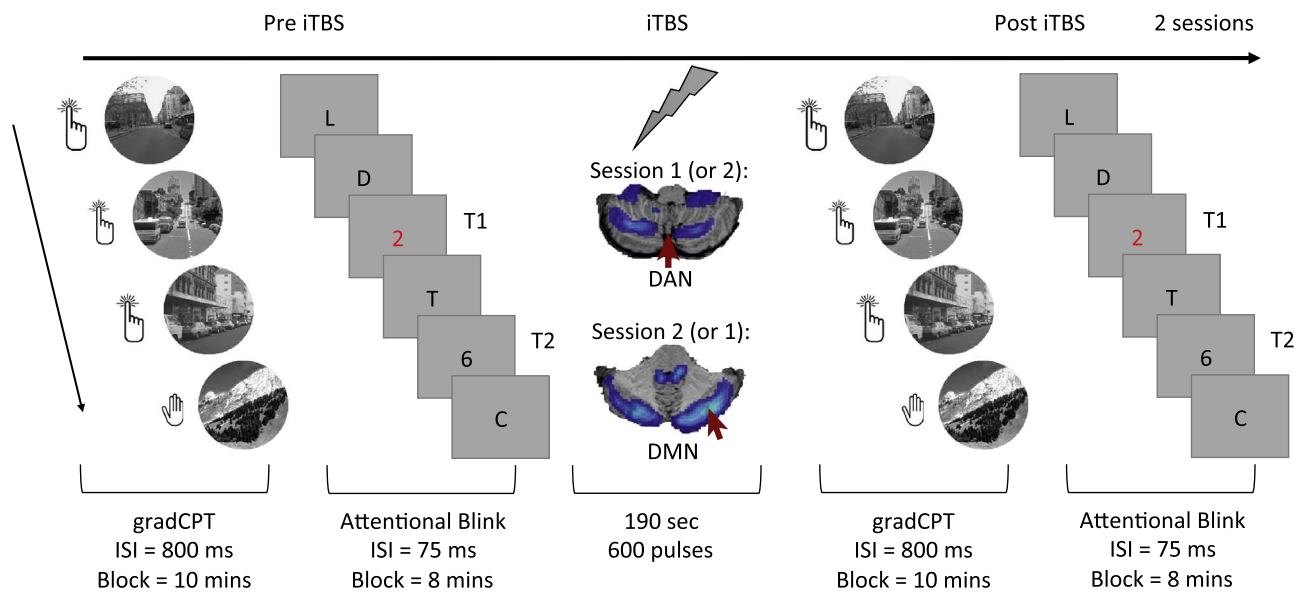 Pre iTBS
iTBS
Post iTBS
2 sessions
L
D
2
T1
T
6
T2
C
Session 1 (or 2):
DAN
Session 2 (or 1):
DMN
L
D
2
T1
T
6
T2
C
gradCPT
ISI = 800 ms
Block = 10 mins
Attentional Blink
ISI = 75 ms
Block = 8 mins
190 sec
600 pulses
gradCPT
ISI = 800 ms
Block = 10 mins
Attentional Blink
ISI = 75 ms
Block = 8 mins